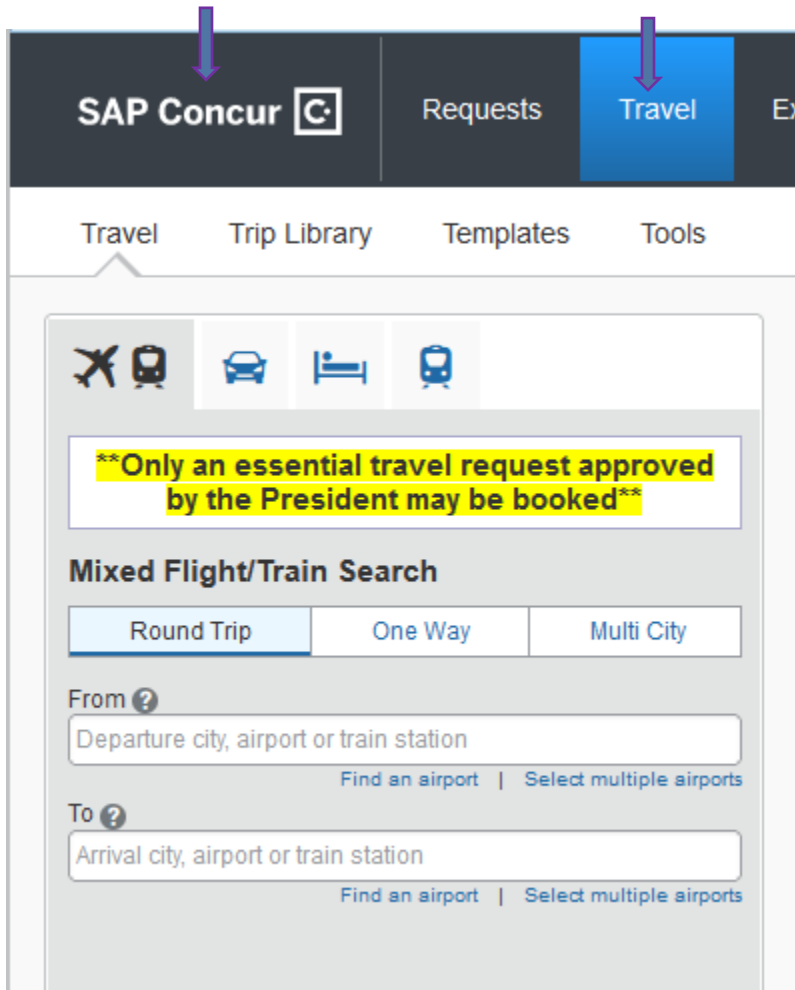 SAP Concur C. Requests Travel Ex
Travel Trip Library Templates Tools
**Only an essential travel request approved
by the President may be booked**
Mixed Flight/Train Search
Round Trip One Way Multi City
From ?
Departure city, airport or train station
Find an airport | Select multiple airports
To ?
Arrival city, airport or train station
Find an airport | Select multiple airports